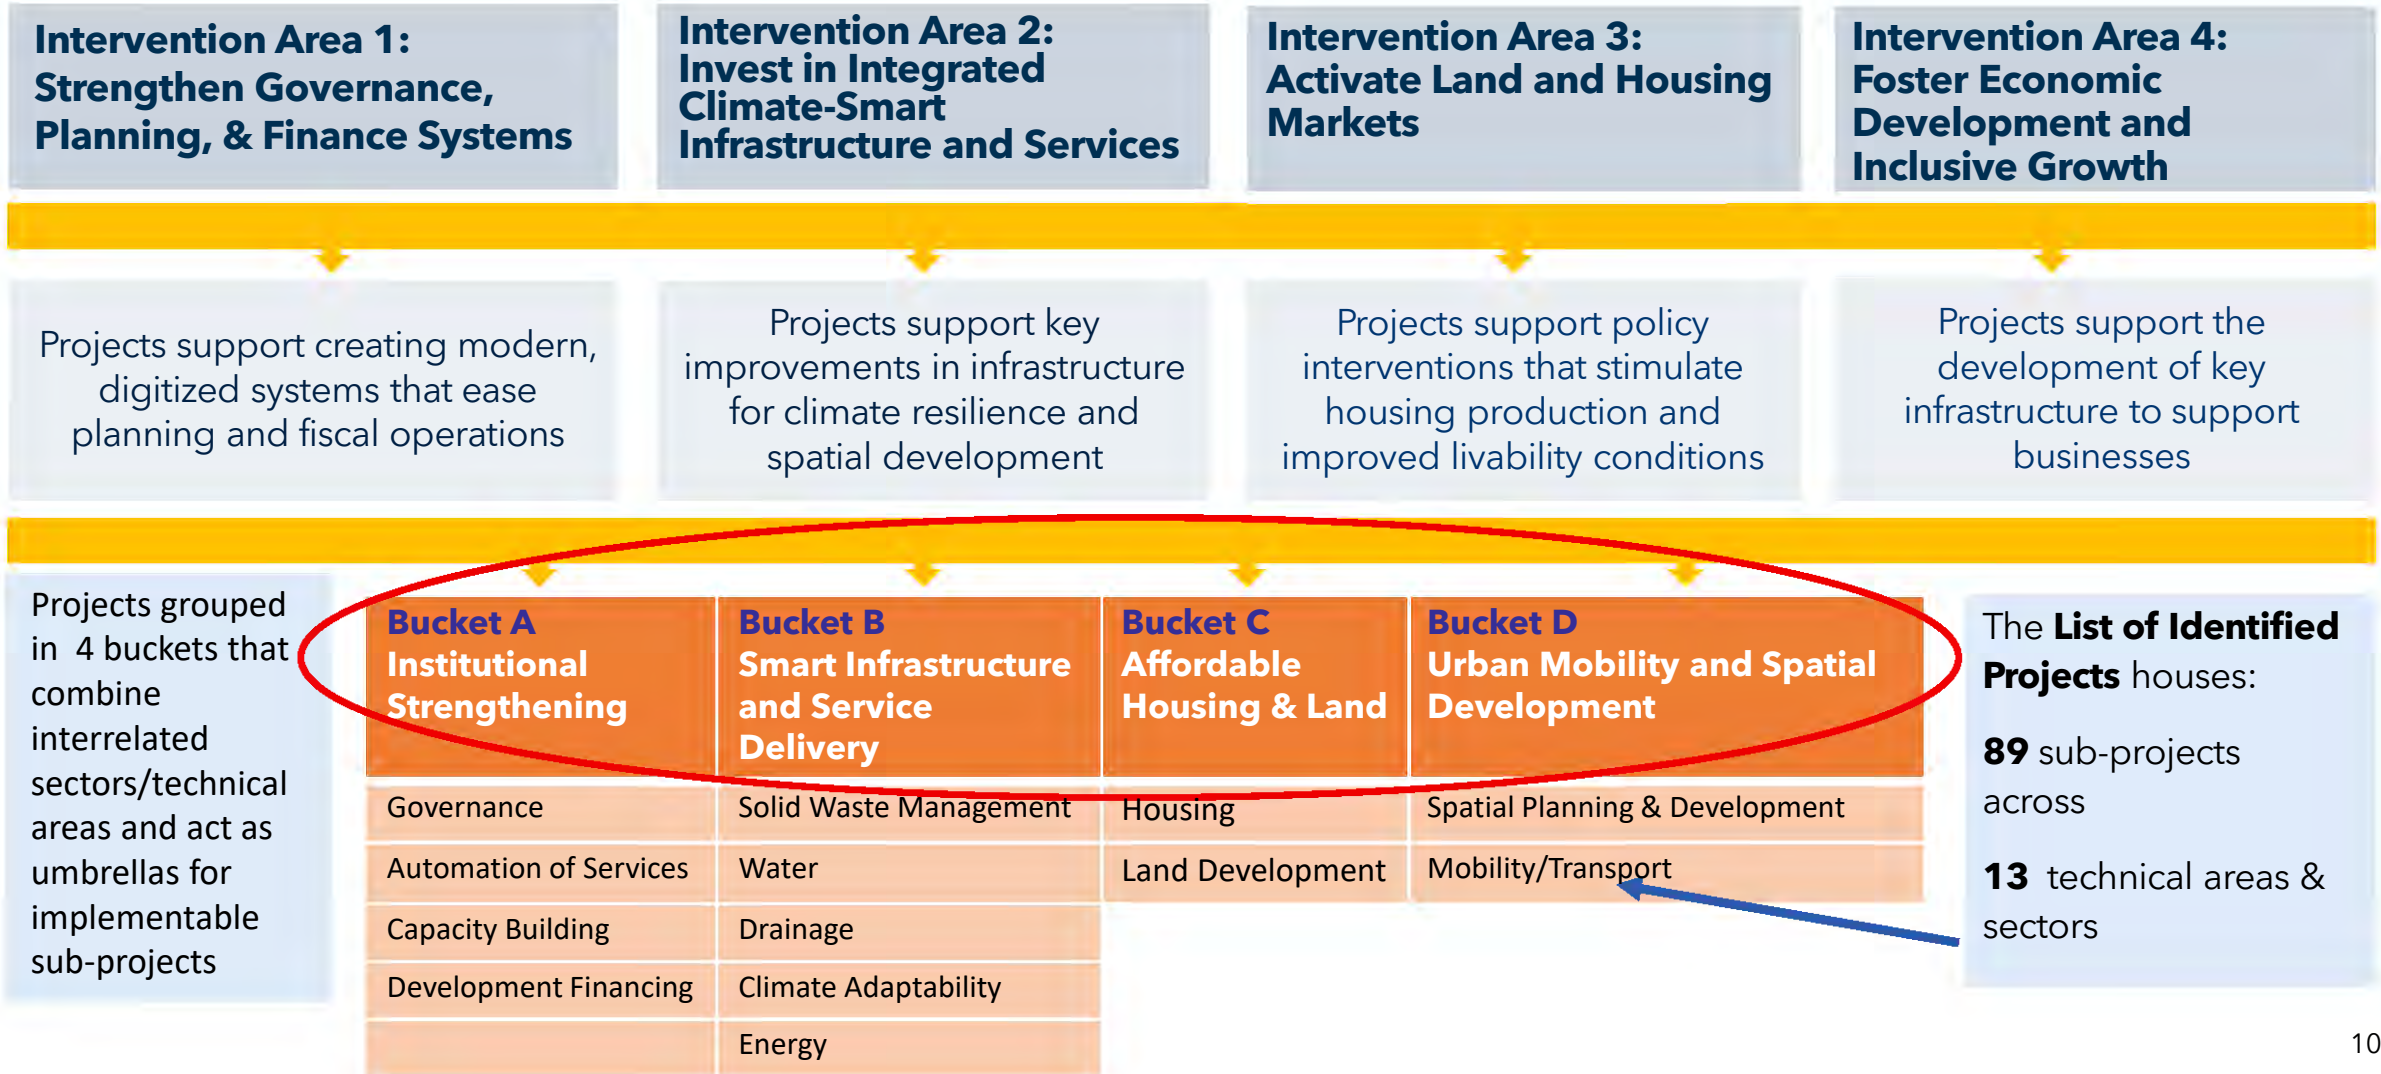 Intervention Area 1:
Strengthen Governance,
Planning, & Finance Systems
Intervention Area 2:
Invest in Integrated
Climate-Smart
Infrastructure and Services
Intervention Area 3:
Activate Land and Housing
Markets
Intervention Area 4:
Foster Economic
Development and
Inclusive Growth
Projects support creating modern,
digitized systems that ease
planning and fiscal operations
Projects support key
improvements in infrastructure
for climate resilience and
spatial development
Projects support policy
interventions that stimulate
housing production and
improved livability conditions
Projects support the
development of key
infrastructure to support
businesses
Projects grouped
in 4 buckets that
combine
interrelated
sectors/technical
areas and act as
umbrellas for
implementable
sub-projects
Bucket A
Institutional
Strengthening
Governance
Automation of Services
Capacity Building
Development Financing
Bucket B
Smart Infrastructure
and Service
Delivery
Solid Waste Management
Water
Drainage
Climate Adaptability
Energy
Bucket C
Affordable
Housing & Land
Housing
Land Development
Bucket D
Urban Mobility and Spatial
Development
Spatial Planning & Development
Mobility/Transport
The List of Identified
Projects houses:
89 sub-projects
across
13 technical areas &
sectors
10